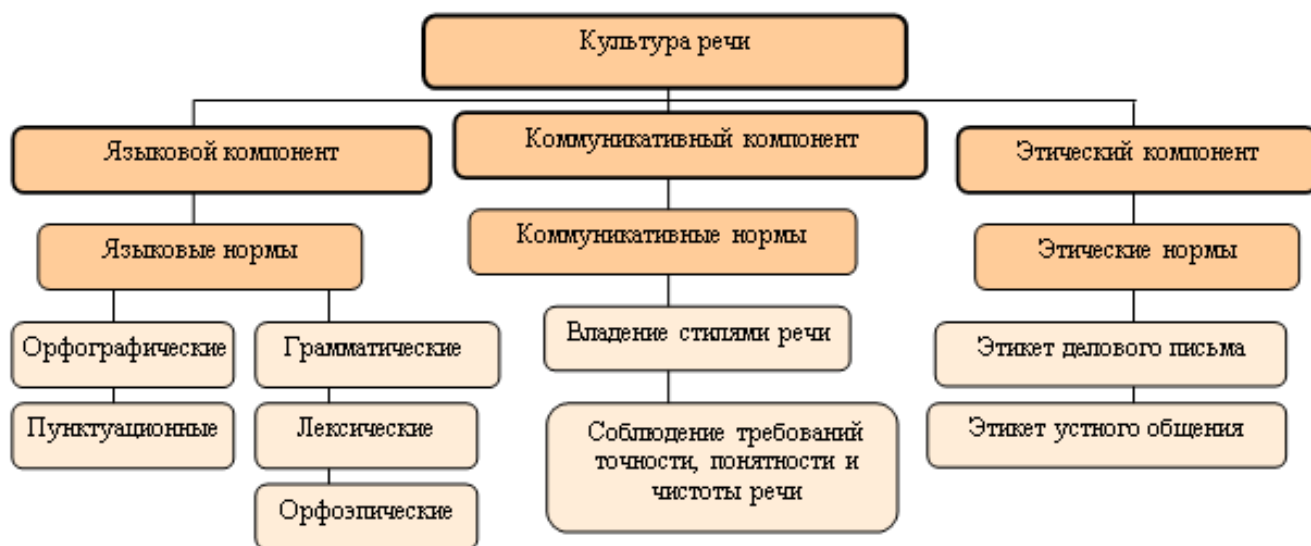 Культура речи
Языковой компонент
Коммуникативный компонент
Этический компонент
Языковые нормы
Коммуникативные нормы
Этические нормы
Орфографические
Грамматические
Владение стилями речи
Этикет делового письма
Пунктуационные
Лексические
Соблюдение требований
точности, понятности и
чистоты речи
Этикет устного общения
Орфоэпические